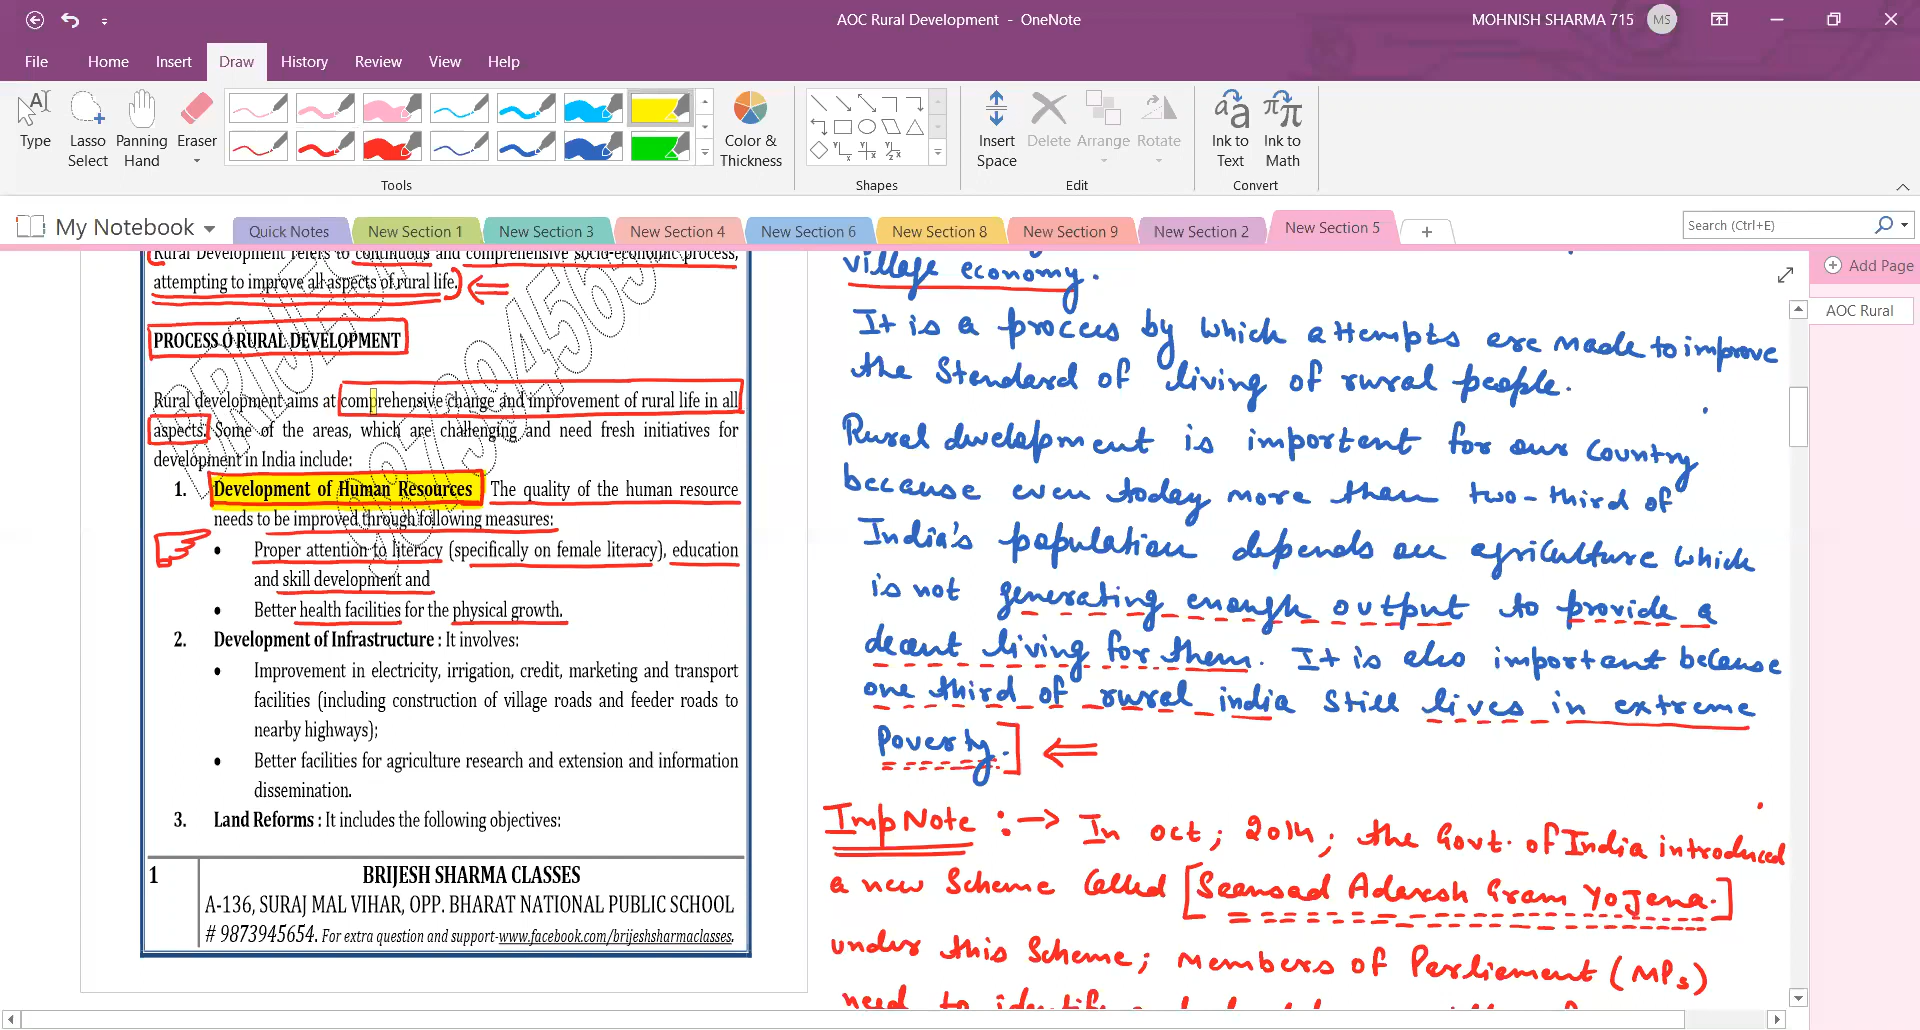 AOC Rural Development - OneNote
MOHNISH SHARMA 715
MS
File Home Insert Draw History Review View Help
Type
Lasso Select
Panning Hand
Eraser
Color & Thickness
Insert Space
Delete
Arrange
Rotate
Ink to Text
Ink to Math
Tools
Shapes
Edit
Convert
My Notebook
Quick Notes
New Section 1
New Section 3
New Section 4
New Section 6
New Section 8
New Section 9
New Section 2
New Section 5
Search (Ctrl+E)
Add Page
AOC Rural
Rural Development refers to continuous and comprehensive socio-economic process,
attempting to improve all aspects of rural life.
PROCESS O RURAL DEVELOPMENT
Rural development aims at comprehensive change and improvement of rural life in all
aspects. Some of the areas, which are challenging and need fresh initiatives for
development in India include:
1. Development of Human Resources The quality of the human resource
needs to be improved through following measures:
• Proper attention to literacy (specifically on female literacy), education
and skill development and
• Better health facilities for the physical growth.
2. Development of Infrastructure : It involves:
• Improvement in electricity, irrigation, credit, marketing and transport
facilities (including construction of village roads and feeder roads to
nearby highways);
• Better facilities for agriculture research and extension and information
dissemination.
3. Land Reforms : It includes the following objectives:
1
BRIJESH SHARMA CLASSES
A-136, SURAJ MAL VIHAR, OPP. BHARAT NATIONAL PUBLIC SCHOOL
# 9873945654. For extra question and support-www.facebook.com/brijeshsharmaclasses.
village economy.
It is a process by which attempts are made to improve
the standard of living of rural people.
Rural development is important for our country
because even today more than two-third of
India's population depends on agriculture which
is not generating enough output to provide a
decent living for them. It is also important because
one third of rural india still lives in extreme
Poverty.]
Imp Note :→ In oct, 2014, the Govt. of India introduced
a new Scheme Called [Saansad Adarsh Gram Yojana.]
under this Scheme; members of Parliament (MPs)
need to identify